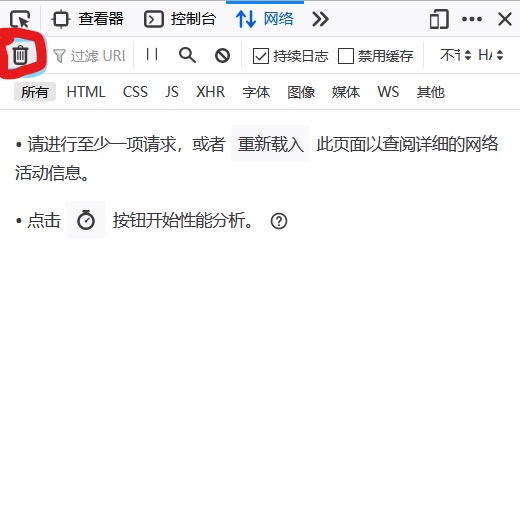 查看器 控制台 网络
过滤 URL 持续日志 禁用缓存
所有 HTML CSS JS XHR 字体 图像 媒体 WS 其他
• 请进行至少一项请求，或者 重新载入 此页面以查阅详细的网络
活动信息。
• 点击 按钮开始性能分析。